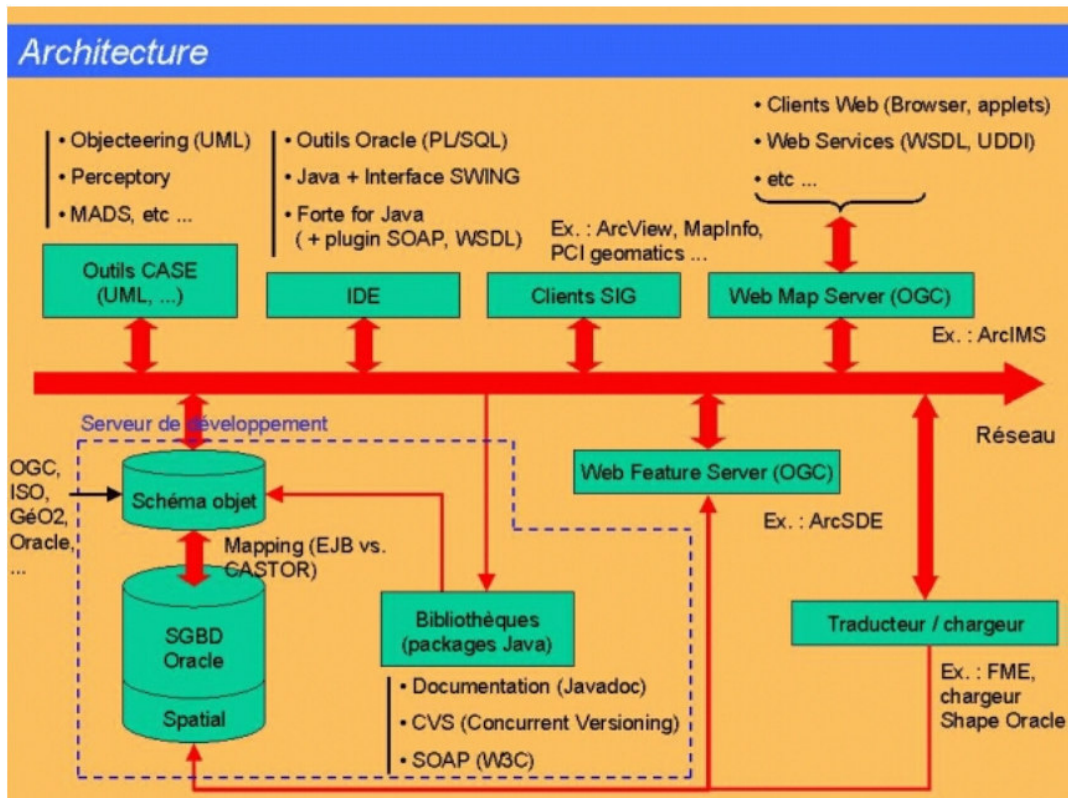 Architecture
• Objecteering (UML)
• Perceptory
• MADS, etc ...
• Outils Oracle (PL/SQL)
• Java + Interface SWING
• Forte for Java
( + plugin SOAP, WSDL)
• Clients Web (Browser, applets)
• Web Services (WSDL, UDDI)
• etc ...
Ex. : ArcView, MapInfo,
PCI geomatics ...
Outils CASE
(UML, ...)
IDE
Clients SIG
Web Map Server (OGC)
Ex. : ArcIMS
Réseau
Serveur de développement
OGC,
ISO,
GéO2,
Oracle,
...
Schéma objet
Mapping (EJB vs.
CASTOR)
SGBD
Oracle
Spatial
Bibliothèques
(packages Java)
• Documentation (Javadoc)
• CVS (Concurrent Versioning)
• SOAP (W3C)
Web Feature Server (OGC)
Ex. : ArcSDE
Traducteur / chargeur
Ex. : FME,
chargeur
Shape Oracle